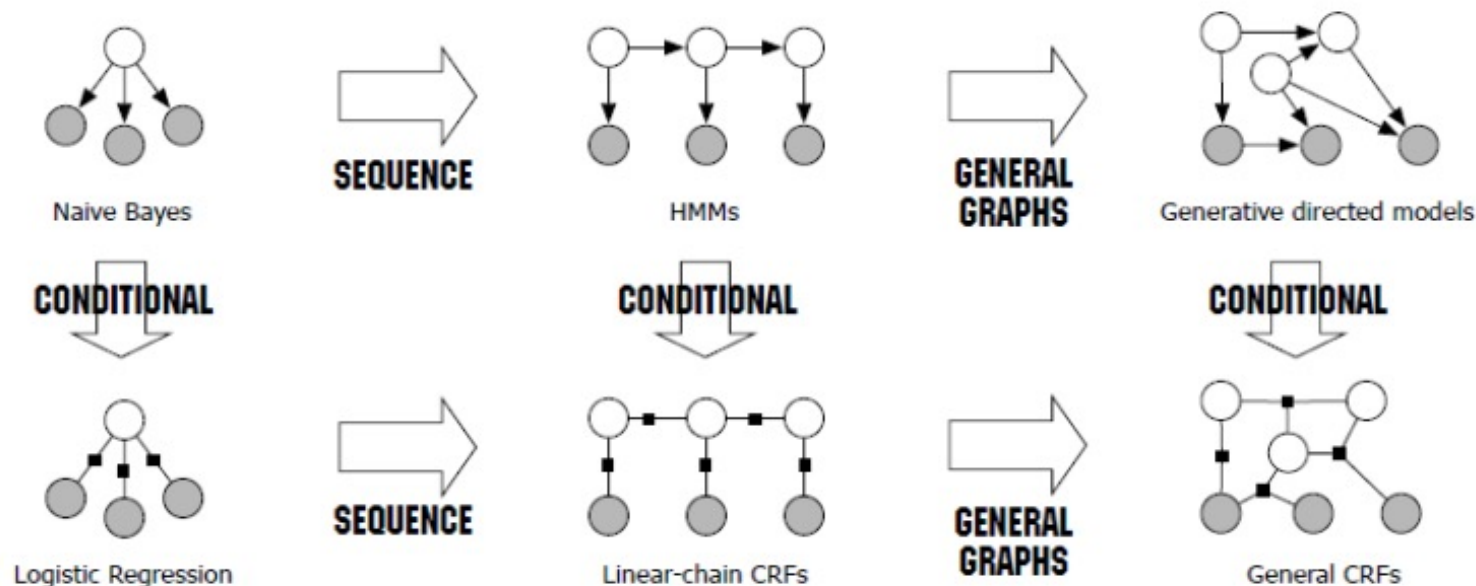 SEQUENCE
GENERAL
GRAPHS
Naive Bayes
HMMs
Generative directed models
CONDITIONAL
CONDITIONAL
CONDITIONAL
SEQUENCE
GENERAL
GRAPHS
Logistic Regression
Linear-chain CRFs
General CRFs